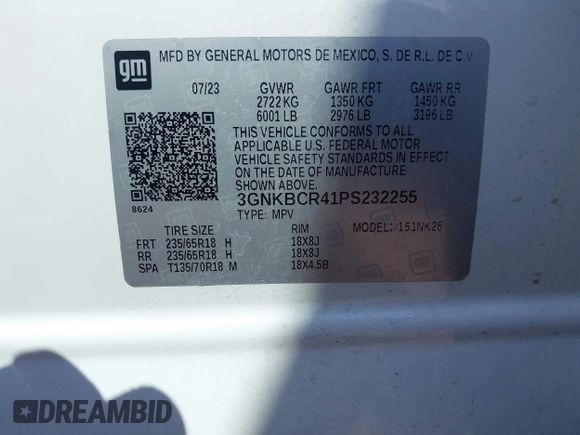 gm
MFD BY GENERAL MOTORS DE MEXICO, S. DE R.L. DE C.V
07/23 GVWR GAWR FRT GAWR RR
2722 KG 1350 KG 1450 KG
6001 LB 2976 LB 3196 LB
THIS VEHICLE CONFORMS TO ALL
APPLICABLE U.S. FEDERAL MOTOR
VEHICLE SAFETY STANDARDS IN EFFECT
ON THE DATE OF MANUFACTURE
SHOWN ABOVE.
8624
3GNKBCR41PS232255
TYPE: MPV MODEL: 151NK26
TIRE SIZE RIM
FRT 235/65R18 H 18X8J
RR 235/65R18 H 18X8J
SPA T135/70R18 M 18X4.5B
gm
DREAMBID